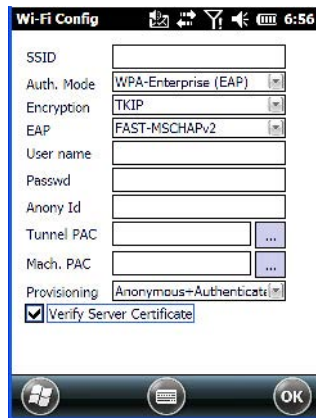 Wi-Fi Config 6:56
SSID
Auth. Mode WPA-Enterprise (EAP)
Encryption TKIP
EAP FAST-MSCHAPv2
User name
Passwd
Anony Id
Tunnel PAC ...
Mach. PAC ...
Provisioning Anonymous+Authenticate
Verify Server Certificate
OK